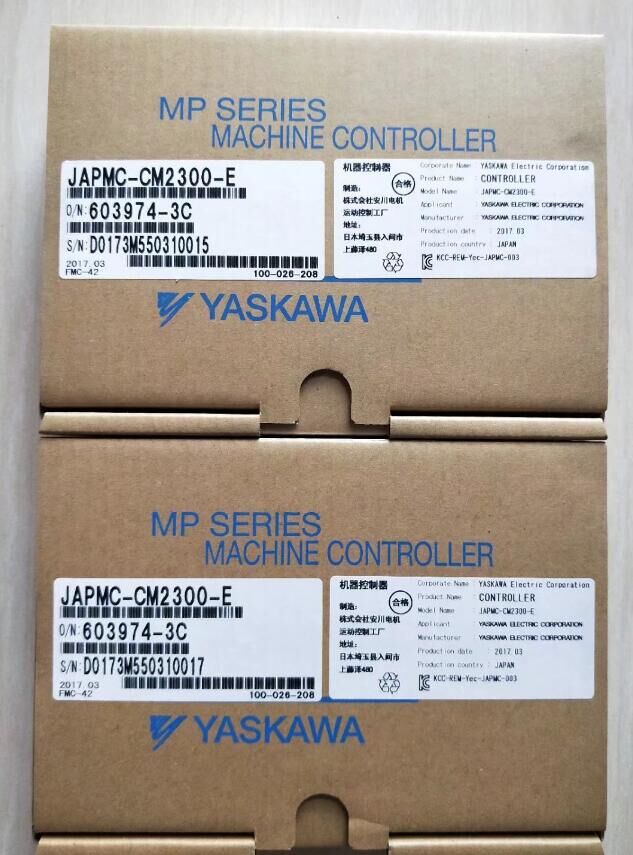 MP SERIES
MACHINE CONTROLLER
JAPMC-CM2300-E
O/N:603974-3C
S/N:D0173M550310015
2017.03
FMC-42
100-026-208
机器控制器
合格
制造:
株式会社安川电机
运动控制工厂
地址:
日本埼玉县入间市
上藤泽480
Corporate Name : YASKAWA Electric Corporation
Product Name : CONTROLLER
Model Name : JAPMC-CM2300-E
Applicant : YASKAWA ELECTRIC CORPORATION
Manufacturer : YASKAWA ELECTRIC CORPORATION
Production date : 2017.03
Production country : JAPAN
KCC-REM-Yec-JAPMC-003
YASKAWA
MP SERIES
MACHINE CONTROLLER
JAPMC-CM2300-E
O/N:603974-3C
S/N:D0173M550310017
2017.03
FMC-42
100-026-208
机器控制器
合格
制造:
株式会社安川电机
运动控制工厂
地址:
日本埼玉县入间市
上藤泽480
Corporate Name : YASKAWA Electric Corporation
Product Name : CONTROLLER
Model Name : JAPMC-CM2300-E
Applicant : YASKAWA ELECTRIC CORPORATION
Manufacturer : YASKAWA ELECTRIC CORPORATION
Production date : 2017.03
Production country : JAPAN
KCC-REM-Yec-JAPMC-003
YASKAWA